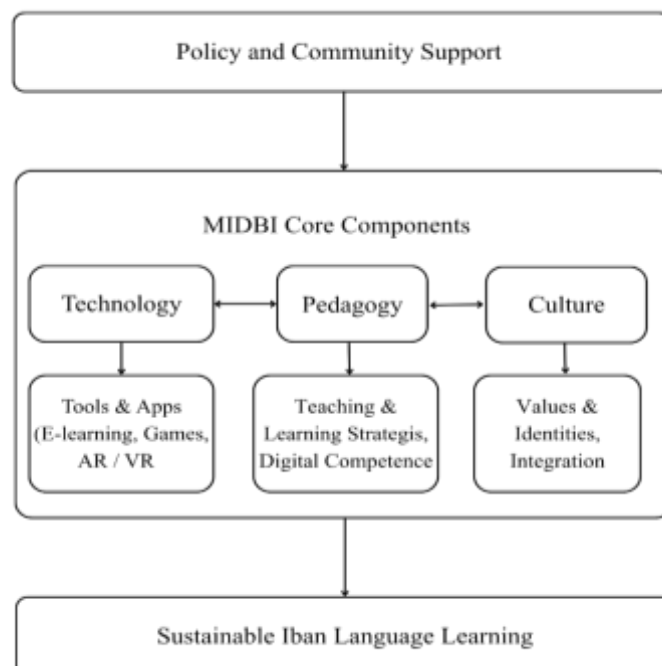 Policy and Community Support
MIDBI Core Components
Technology
Pedagogy
Culture
Tools & Apps
(E-learning, Games,
AR / VR
Teaching &
Learning Strategis,
Digital Competence
Values &
Identities,
Integration
Sustainable Iban Language Learning